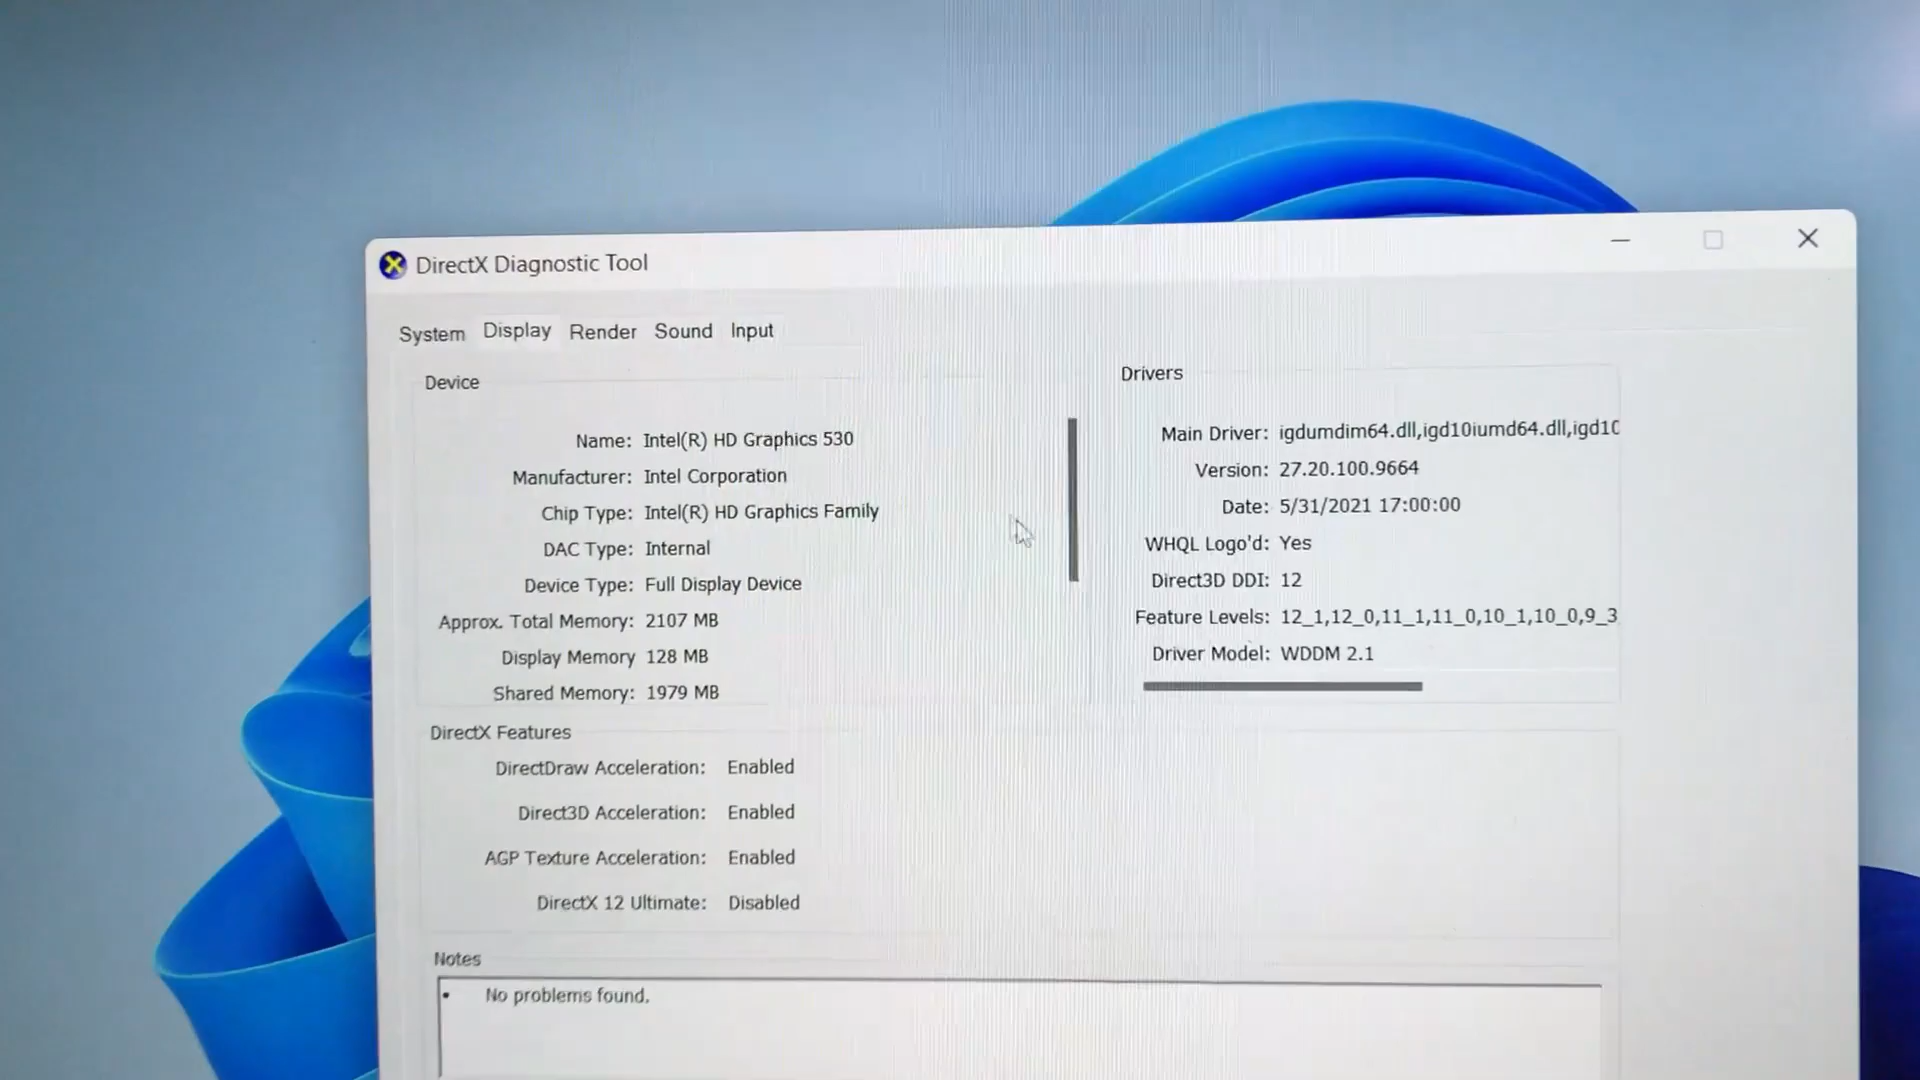 DirectX Diagnostic Tool
System Display Render Sound Input
Device
Name: Intel(R) HD Graphics 530
Manufacturer: Intel Corporation
Chip Type: Intel(R) HD Graphics Family
DAC Type: Internal
Device Type: Full Display Device
Approx. Total Memory: 2107 MB
Display Memory 128 MB
Shared Memory: 1979 MB
Drivers
Main Driver: igdumdim64.dll,igd10iumd64.dll,igd10
Version: 27.20.100.9664
Date: 5/31/2021 17:00:00
WHQL Logo'd: Yes
Direct3D DDI: 12
Feature Levels: 12_1,12_0,11_1,11_0,10_1,10_0,9_3
Driver Model: WDDM 2.1
DirectX Features
DirectDraw Acceleration: Enabled
Direct3D Acceleration: Enabled
AGP Texture Acceleration: Enabled
DirectX 12 Ultimate: Disabled
Notes
• No problems found.